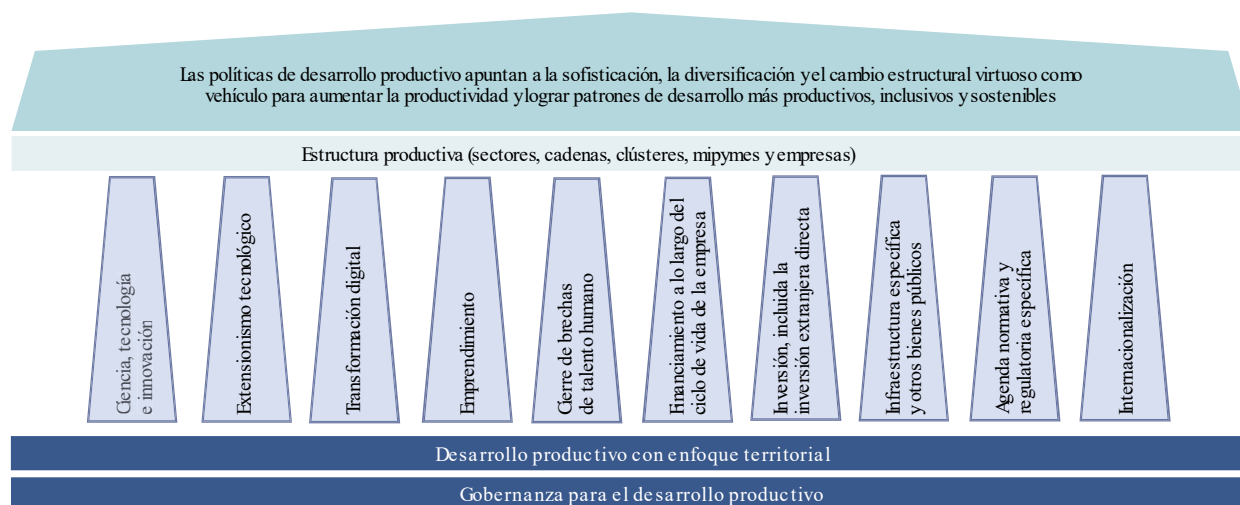 Las políticas de desarrollo productivo apuntan a la sofisticación, la diversificación y el cambio estructural virtuoso como
vehículo para aumentar la productividad y lograr patrones de desarrollo más productivos, inclusivos y sostenibles
Estructura productiva (sectores, cadenas, clústeres, mipymes y empresas)
Ciencia, tecnología
e innovación
Extensionismo tecnológico
Transformación digital
Emprendimiento
Cierre de brechas
de talento humano
Financiamiento a lo largo del
ciclo de vida de la empresa
Inversión, incluida la
inversión extranjera directa
Infraestructura específica
y otros bienes públicos
Agenda normativa y
regulatoria específica
Internacionalización
Desarrollo productivo con enfoque territorial
Gobernanza para el desarrollo productivo